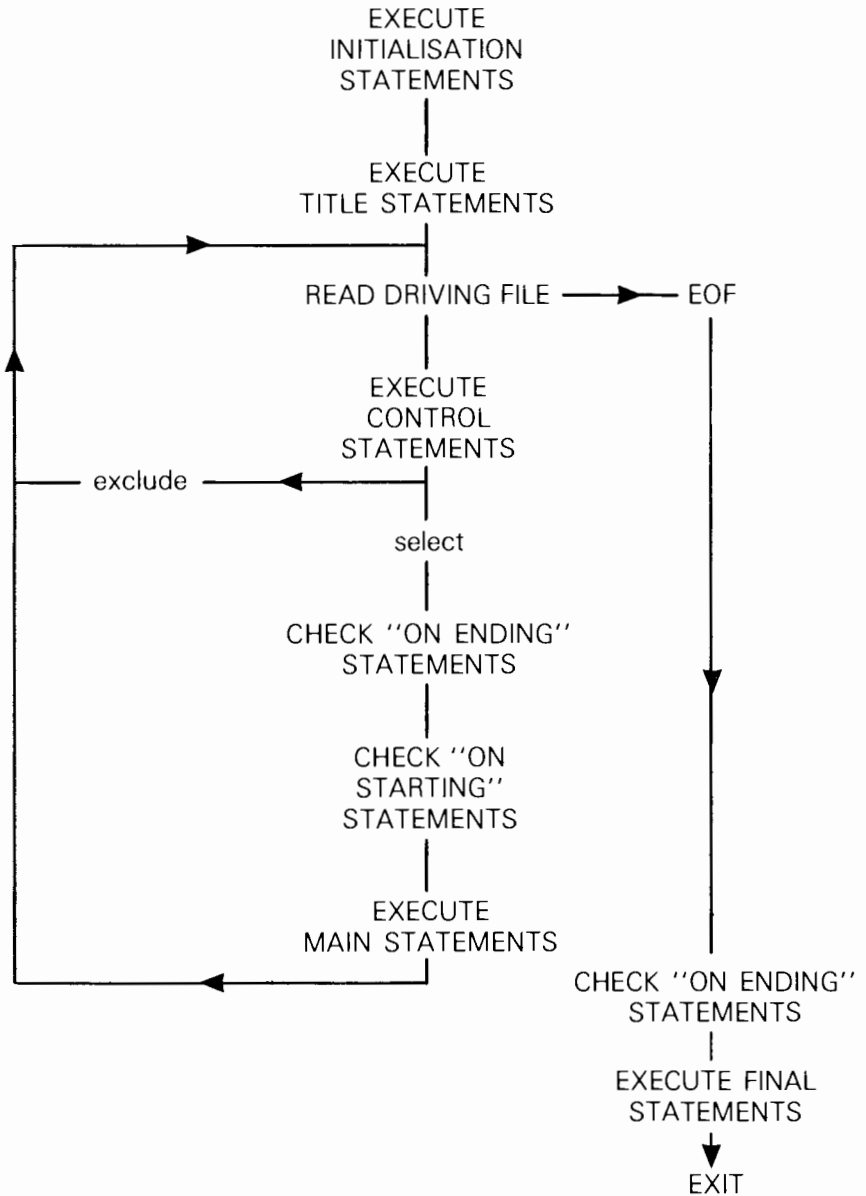 EXECUTE
INITIALISATION
STATEMENTS
EXECUTE
TITLE STATEMENTS
READ DRIVING FILE
EOF
EXECUTE
CONTROL
STATEMENTS
exclude
select
CHECK "ON ENDING"
STATEMENTS
CHECK "ON
STARTING"
STATEMENTS
EXECUTE
MAIN STATEMENTS
CHECK "ON ENDING"
STATEMENTS
EXECUTE FINAL
STATEMENTS
EXIT